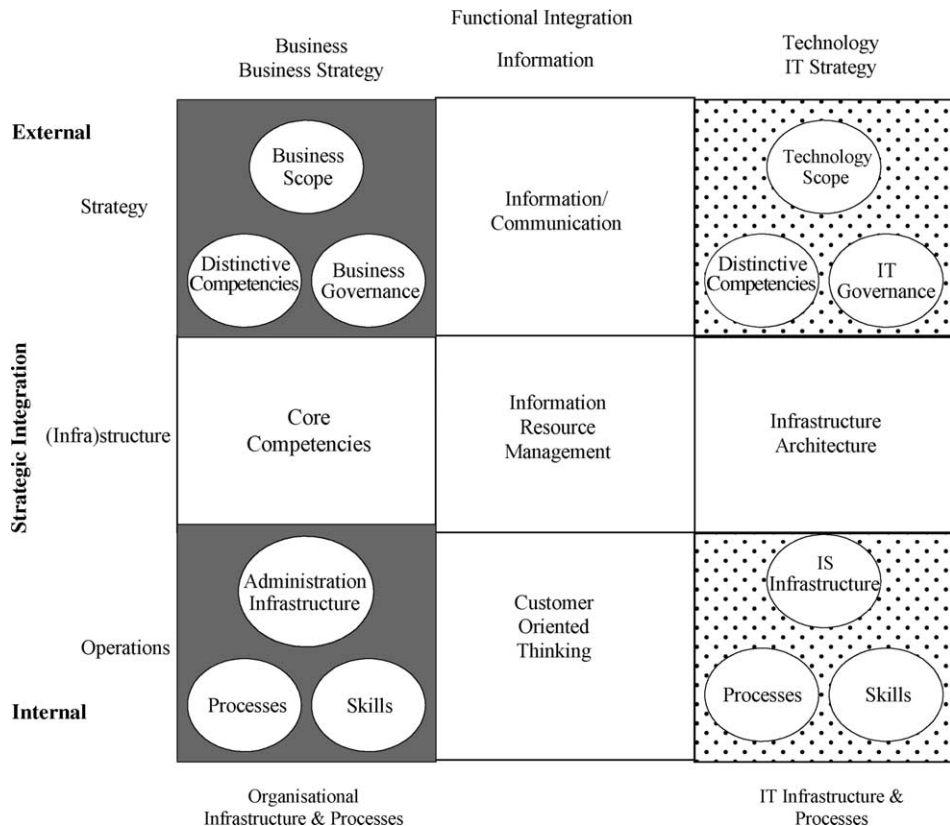 Functional Integration
Business
Business Strategy
Information
Technology
IT Strategy
External
Strategy
Business
Scope
Distinctive
Competencies
Business
Governance
Information/
Communication
Technology
Scope
Distinctive
Competencies
IT
Governance
Strategic Integration
(Infra)structure
Core
Competencies
Information
Resource
Management
Infrastructure
Architecture
Operations
Internal
Administration
Infrastructure
Processes
Skills
Customer
Oriented
Thinking
IS
Infrastructure
Processes
Skills
Organisational
Infrastructure & Processes
IT Infrastructure &
Processes